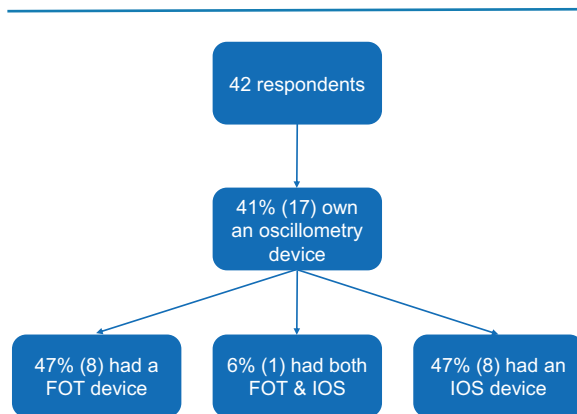 42 respondents
41% (17) own
an oscillometry
device
47% (8) had a
FOT device
6% (1) had both
FOT & IOS
47% (8) had an
IOS device